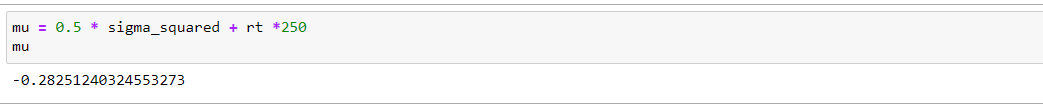 mu = 0.5 * sigma_squared + rt *250
mu
-0.28251240324553273